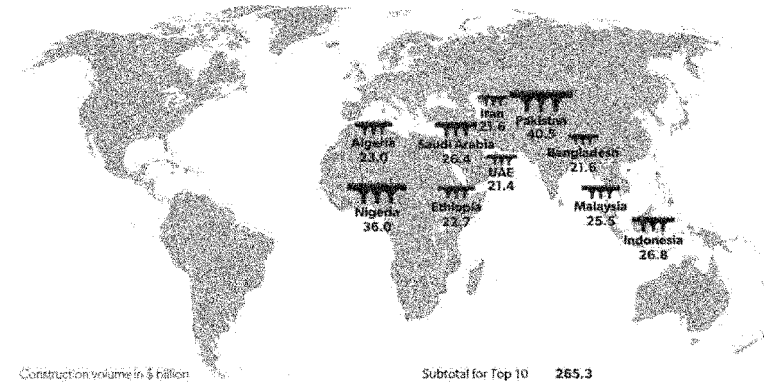 Iran
21.6
Pakistan
40.5
Algeria
23.0
Saudi Arabia
26.4
Bangladesh
21.6
UAE
21.4
Nigeria
36.0
Ethiopia
22.7
Malaysia
25.5
Indonesia
26.8
Construction volume in $ billion
Subtotal for Top 10 265.3